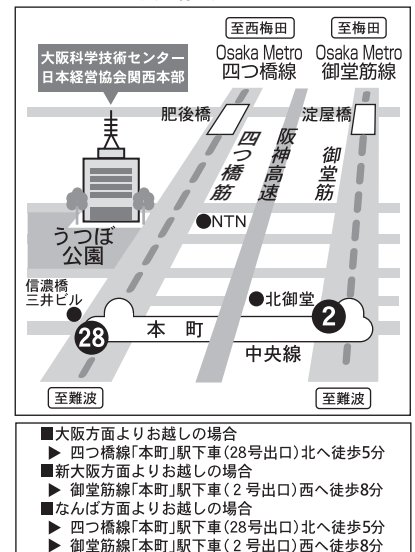 至西梅田
至梅田
Osaka Metro
四つ橋線
Osaka Metro
御堂筋線
大阪科学技術センター
日本経営協会関西本部
肥後橋
淀屋橋
四つ橋筋
阪神高速
御堂筋
●NTN
うつぼ
公園
信濃橋
三井ビル
●北御堂
2
28
本 町
中央線
至難波
至難波
■大阪方面よりお越しの場合
▶ 四つ橋線「本町」駅下車(28号出口)北へ徒歩5分
■新大阪方面よりお越しの場合
▶ 御堂筋線「本町」駅下車(2号出口)西へ徒歩8分
■なんば方面よりお越しの場合
▶ 四つ橋線「本町」駅下車(28号出口)北へ徒歩5分
▶ 御堂筋線「本町」駅下車(2号出口)西へ徒歩8分